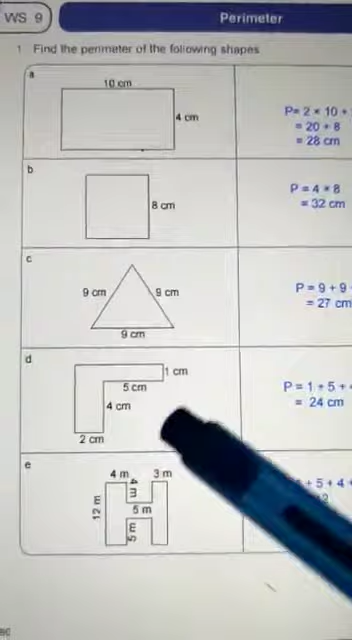 WS 9
Perimeter
1 Find the perimeter of the following shapes
a
10 cm
4 cm
P= 2 × 10 +
= 20 + 8
= 28 cm
b
8 cm
P = 4 × 8
= 32 cm
c
9 cm
9 cm
9 cm
P = 9 + 9
= 27 cm
d
1 cm
5 cm
4 cm
2 cm
P = 1 + 5 +
= 24 cm
e
4 m
3 m
4 m
12 m
5 m
5 m
+ 5 + 4 +